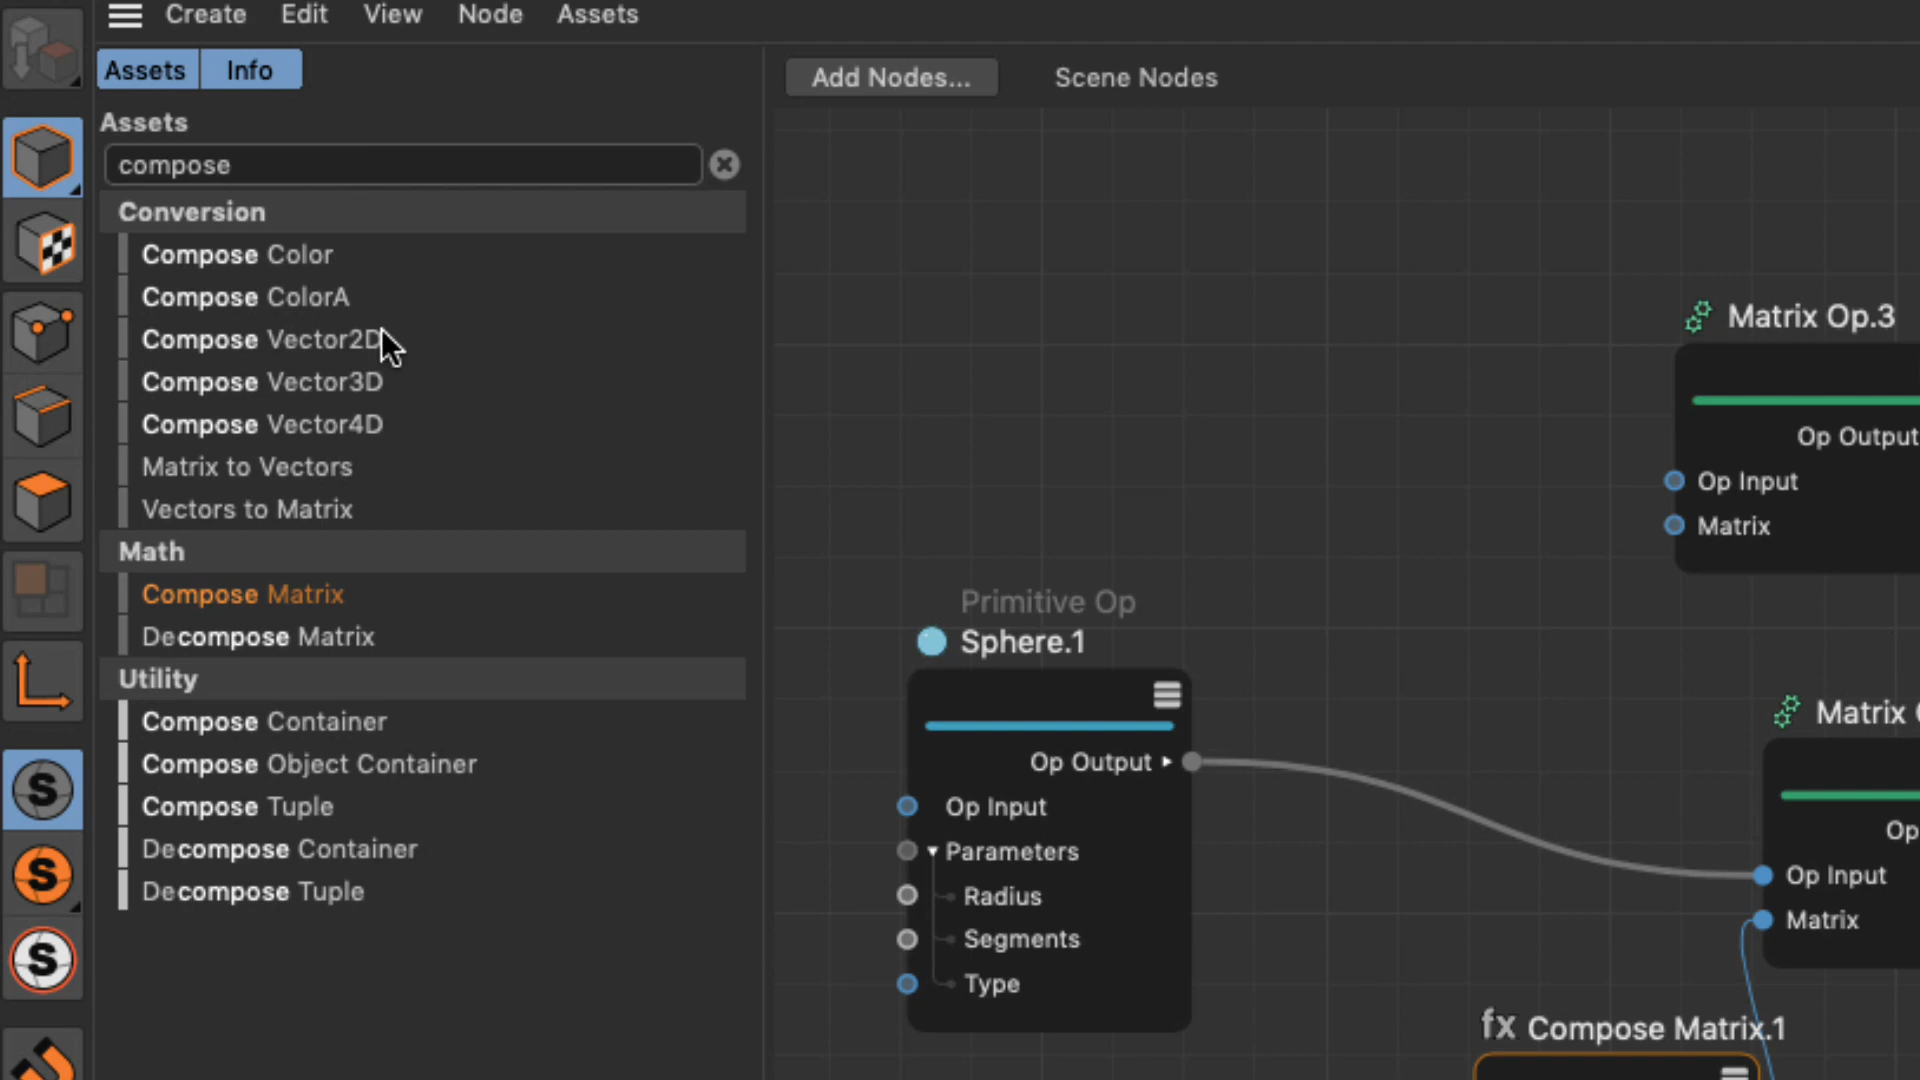 Create Edit View Node Assets
Assets Info
Add Nodes... Scene Nodes
Assets
compose
Conversion
Compose Color
Compose ColorA
Compose Vector2D
Compose Vector3D
Compose Vector4D
Matrix to Vectors
Vectors to Matrix
Math
Compose Matrix
Decompose Matrix
Utility
Compose Container
Compose Object Container
Compose Tuple
Decompose Container
Decompose Tuple
S
S
S
Matrix Op.3
Op Output
Op Input
Matrix
Primitive Op
Sphere.1
Op Output
Op Input
Parameters
Radius
Segments
Type
Matrix
Op
Op Input
Matrix
fx Compose Matrix.1